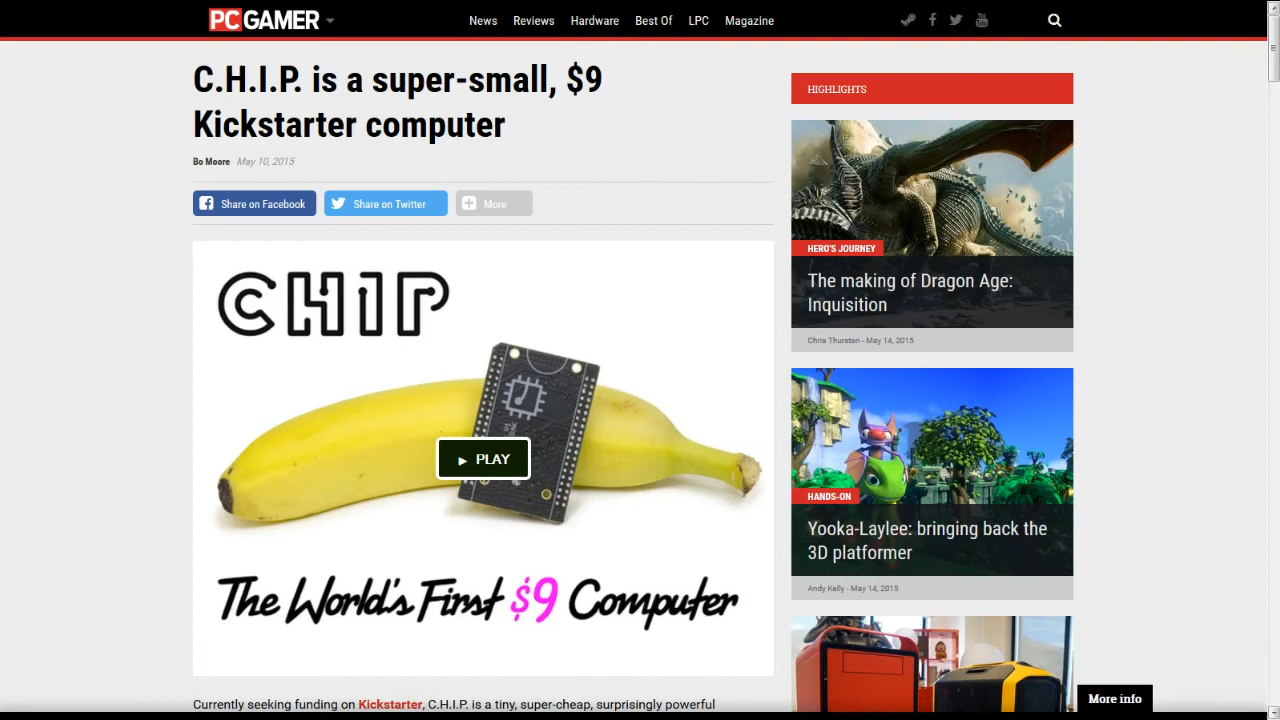 PC GAMER
News Reviews Hardware Best Of LPC Magazine
C.H.I.P. is a super-small, $9
Kickstarter computer
Bo Moore May 10, 2015
Share on Facebook
Share on Twitter
More
CHIP
PLAY
The World's First $9 Computer
Currently seeking funding on Kickstarter, C.H.I.P. is a tiny, super-cheap, surprisingly powerful
HIGHLIGHTS
HERO'S JOURNEY
The making of Dragon Age:
Inquisition
Chris Thursten - May 14, 2015
HANDS-ON
Yooka-Laylee: bringing back the
3D platformer
Andy Kelly - May 14, 2015
More info